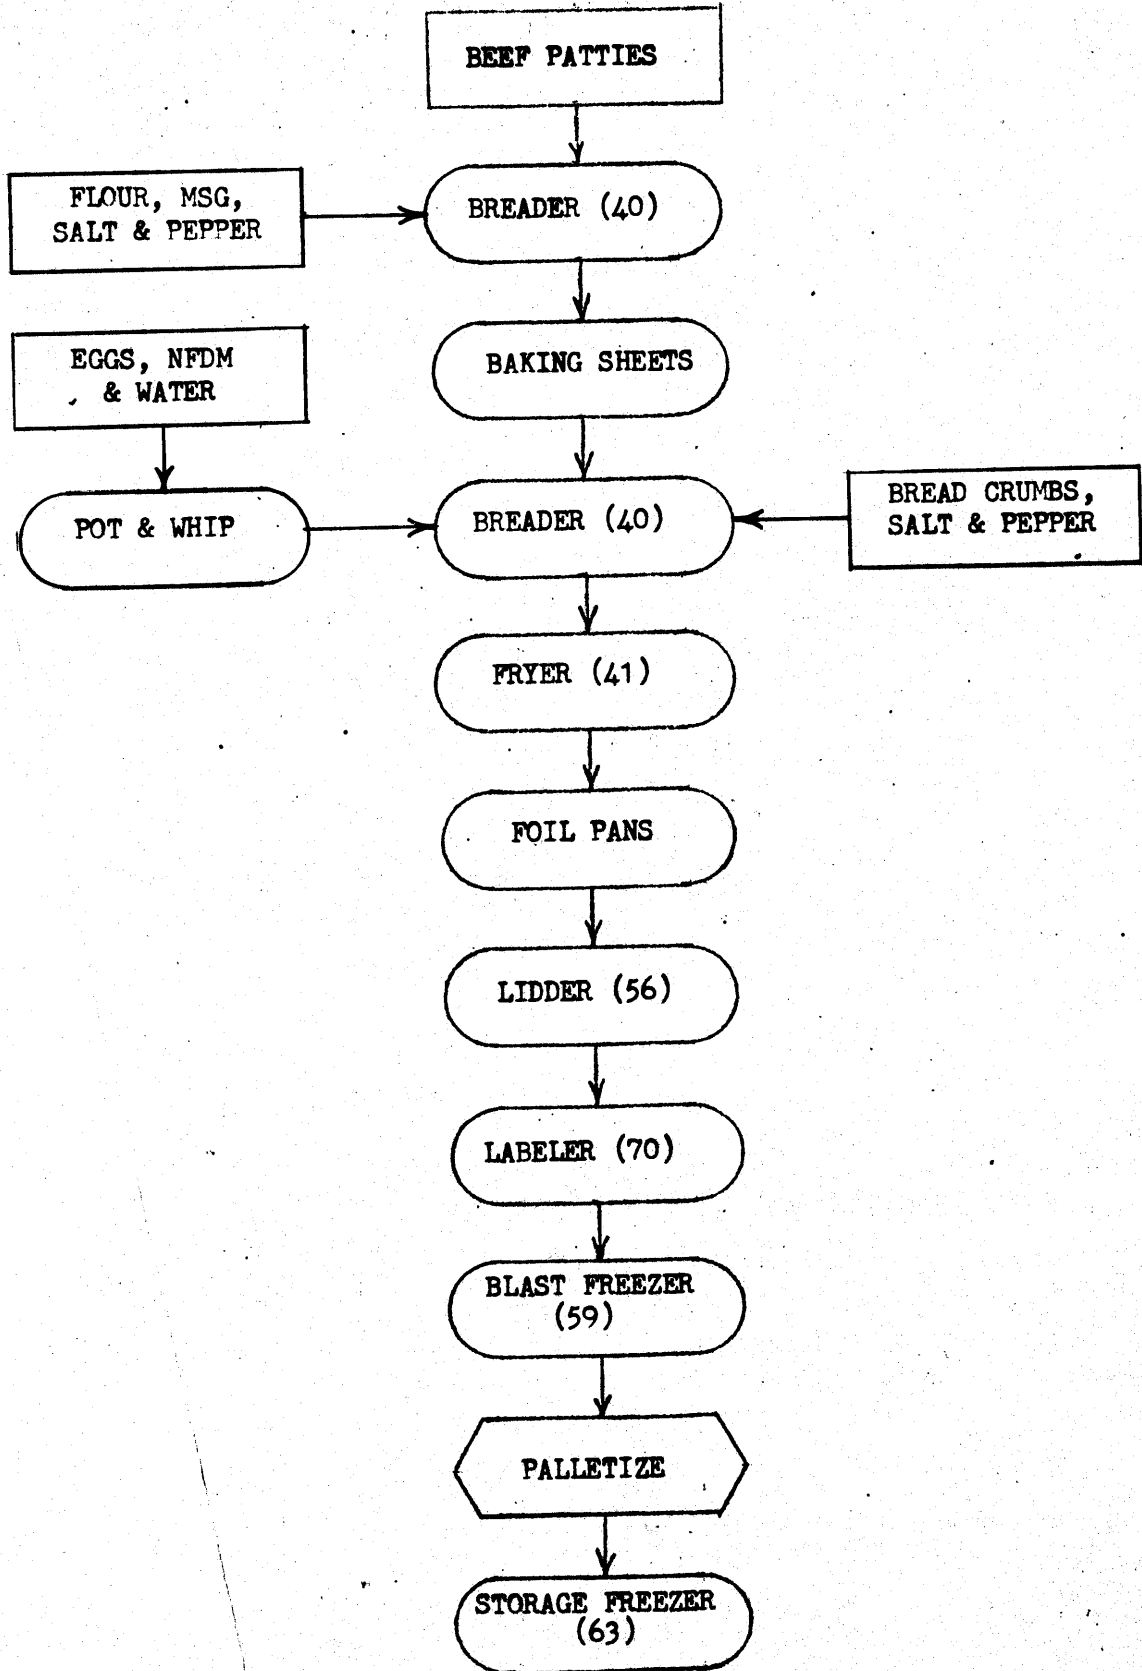 BEEF PATTIES
FLOUR, MSG,
SALT & PEPPER
BREADER (40)
EGGS, NFDM
& WATER
BAKING SHEETS
POT & WHIP
BREADER (40)
BREAD CRUMBS,
SALT & PEPPER
FRYER (41)
FOIL PANS
LIDDER (56)
LABELER (70)
BLAST FREEZER
(59)
PALLETIZE
STORAGE FREEZER
(63)